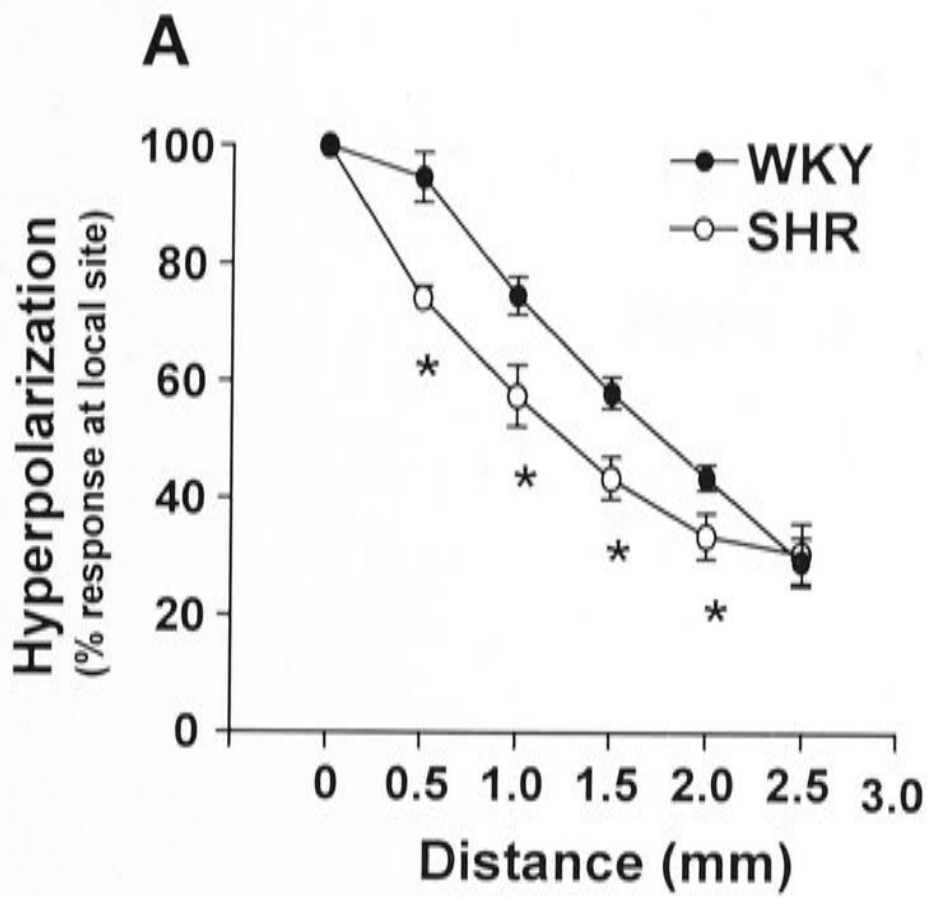 A
Hyperpolarization
(% response at local site)
100
80
60
40
20
0
WKY
SHR
*
*
*
*
0 0.5 1.0 1.5 2.0 2.5 3.0
Distance (mm)